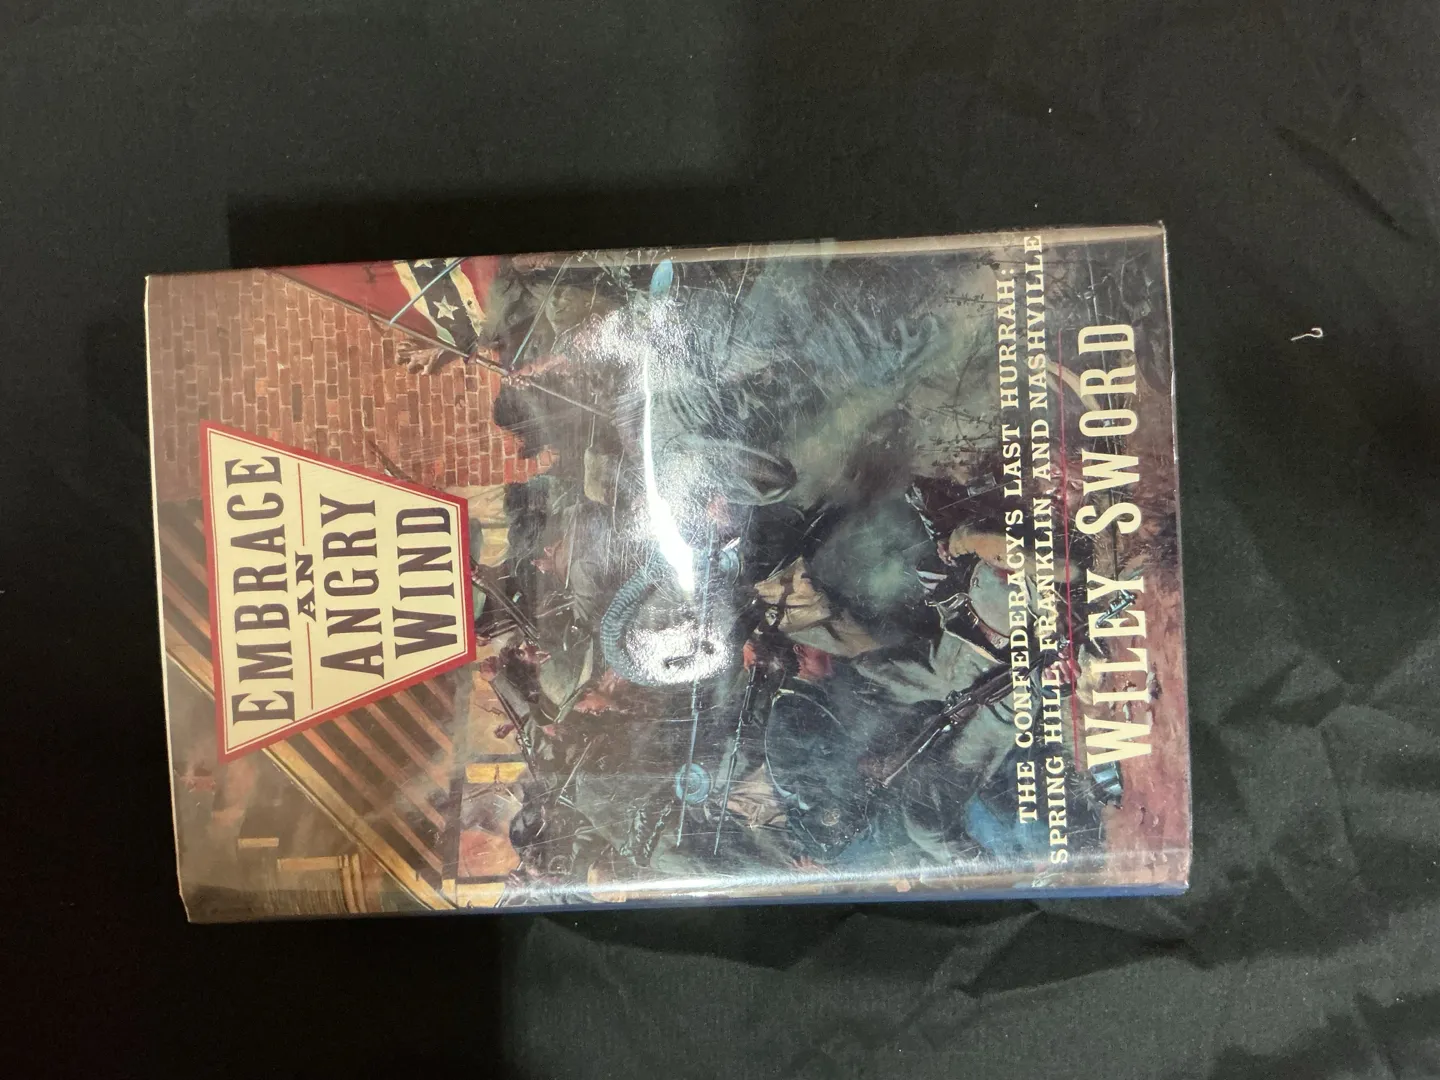 EMBRACE
AN
ANGRY
WIND
THE CONFEDERACY'S LAST HURRAH:
SPRING HILL, FRANKLIN, AND NASHVILLE
WILEY SWORD